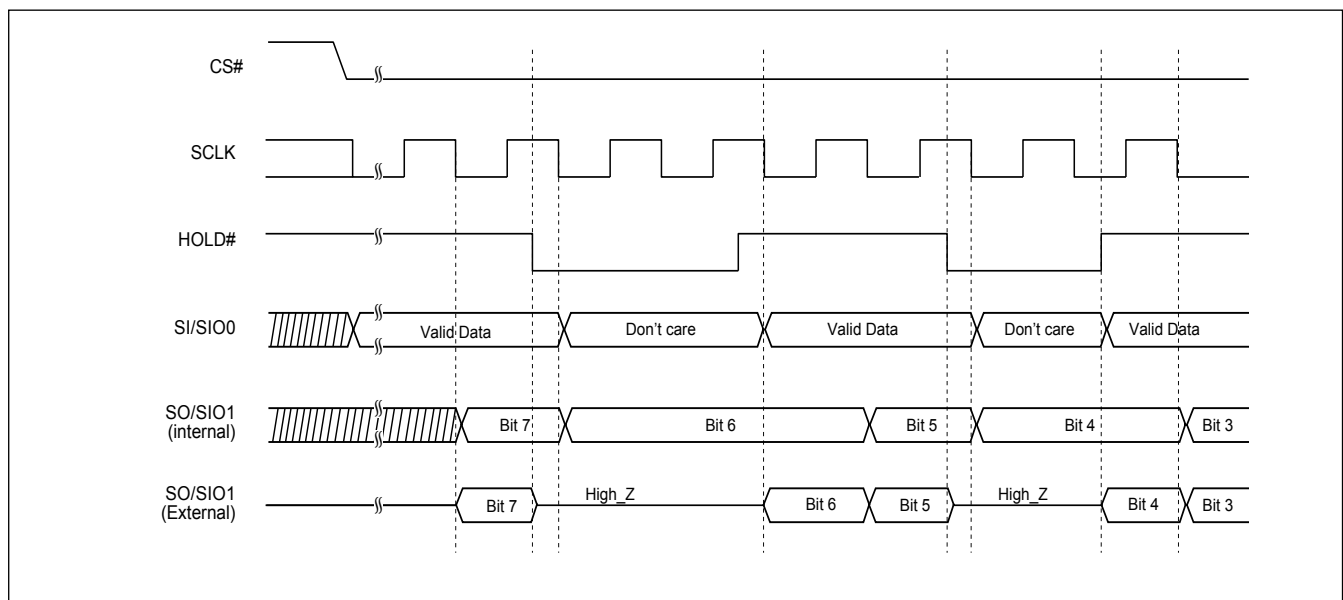 CS#
SCLK
HOLD#
SI/SIO0
Valid Data
Don't care
Valid Data
Don't care
Valid Data
SO/SIO1
(internal)
Bit 7
Bit 6
Bit 5
Bit 4
Bit 3
SO/SIO1
(External)
Bit 7
High_Z
Bit 6
Bit 5
High_Z
Bit 4
Bit 3